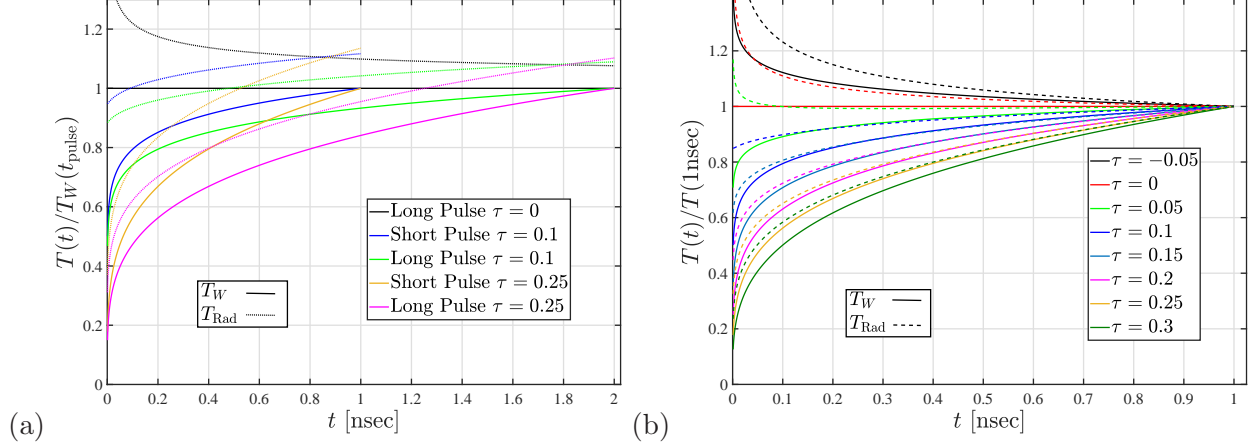 1.2
1
0.8
0.6
0.4
0.2
0
T(t)/T_W(t_pulse)
Long Pulse τ = 0
Short Pulse τ = 0.1
Long Pulse τ = 0.1
Short Pulse τ = 0.25
Long Pulse τ = 0.25
T_W
T_Rad
0 0.2 0.4 0.6 0.8 1 1.2 1.4 1.6 1.8 2
t [nsec]
(a)
1.2
1
0.8
0.6
0.4
0.2
0
T(t)/T(1nsec)
τ = −0.05
τ = 0
τ = 0.05
τ = 0.1
τ = 0.15
τ = 0.2
τ = 0.25
τ = 0.3
T_W
T_Rad
0 0.1 0.2 0.3 0.4 0.5 0.6 0.7 0.8 0.9 1
t [nsec]
(b)